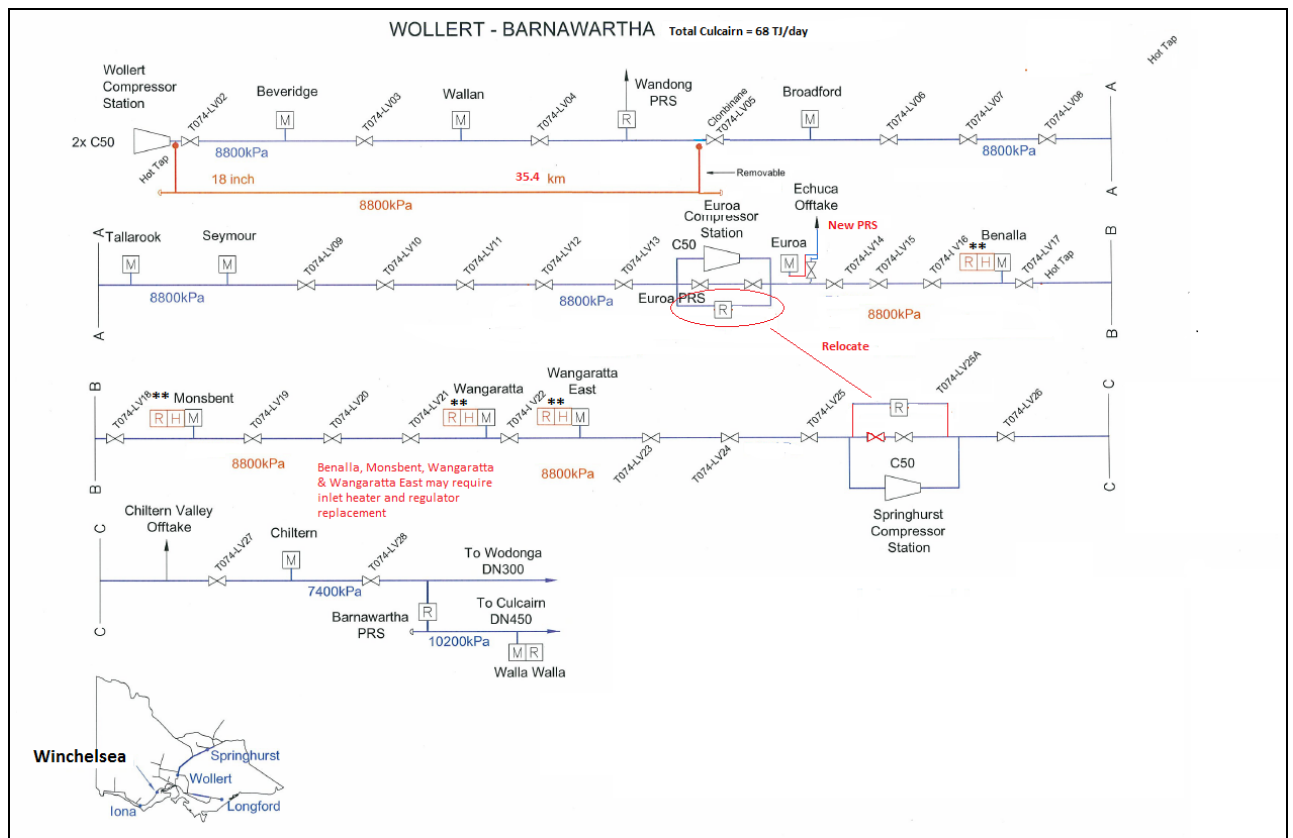 WOLLERT - BARNAWARTHA Total Culcairn = 68 TJ/day
Hot Tap
Wollert
Compressor
Station
2x C50
T074-LV02
Beveridge
M
T074-LV03
Wallan
M
T074-LV04
Wandong
PRS
R
Clonbinane
T074-LV05
Broadford
M
T074-LV06
T074-LV07
T074-LV08
A
A
8800kPa
8800kPa
Hot Tap
18 inch
35.4 km
Removable
8800kPa
A
A
Tallarook
M
Seymour
M
T074-LV09
T074-LV10
T074-LV11
T074-LV12
T074-LV13
Euroa
Compressor
Station
C50
Euroa PRS
R
Euroa
M
Echuca
Offtake
New PRS
T074-LV14
T074-LV15
T074-LV16
Benalla
**
R H M
T074-LV17
Hot Tap
B
B
8800kPa
8800kPa
8800kPa
Relocate
B
B
T074-LV18
** Monsbent
R H M
T074-LV19
T074-LV20
T074-LV21
Wangaratta
**
R H M
T074-LV22
Wangaratta
East
**
R H M
T074-LV23
T074-LV24
T074-LV25
T074-LV25A
R
C50
Springhurst
Compressor
Station
T074-LV26
C
C
8800kPa
8800kPa
Benalla, Monsbent, Wangaratta
& Wangaratta East may require
inlet heater and regulator
replacement
C
C
Chiltern Valley
Offtake
T074-LV27
Chiltern
M
T074-LV28
7400kPa
To Wodonga
DN300
R
Barnawartha
PRS
To Culcairn
DN450
10200kPa
M R
Walla Walla
Winchelsea
Springhurst
Wollert
Iona
Longford